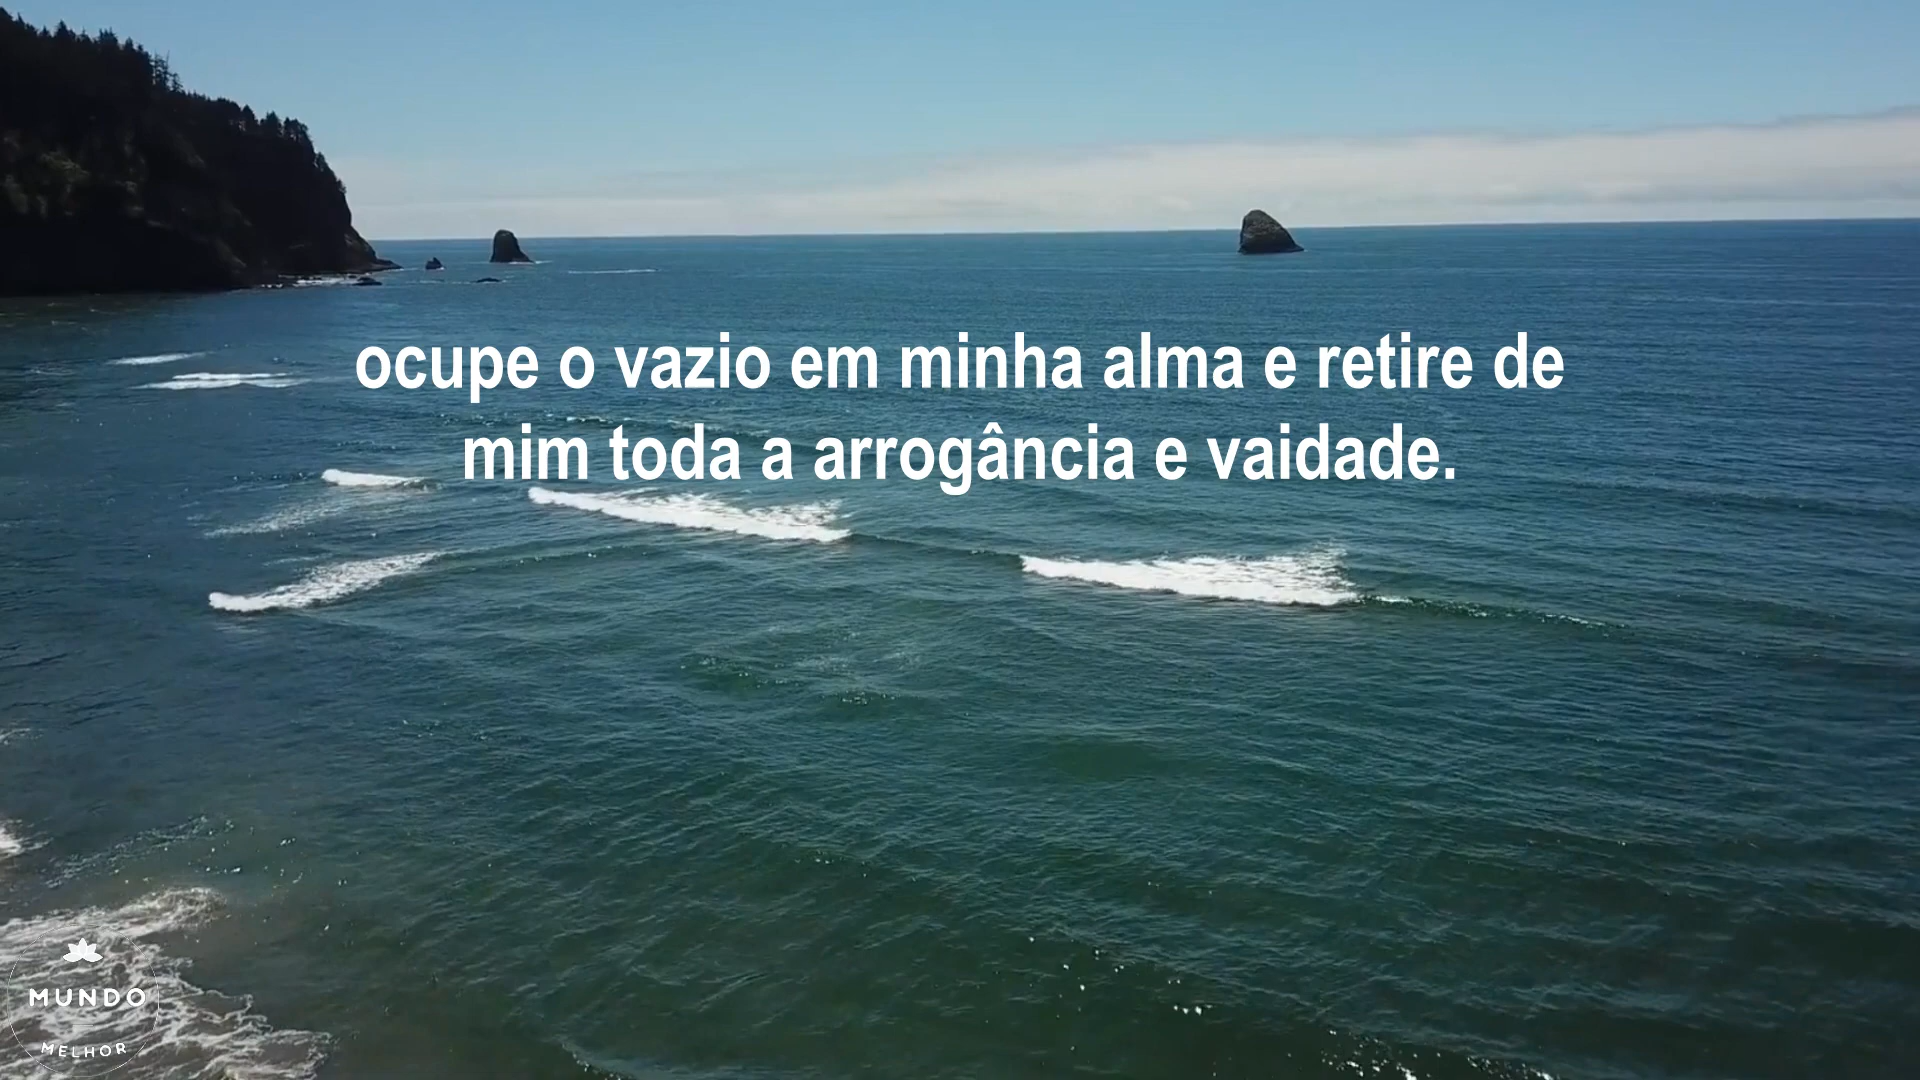 ocupe o vazio em minha alma e retire de
mim toda a arrogância e vaidade.
MUNDO
MELHOR